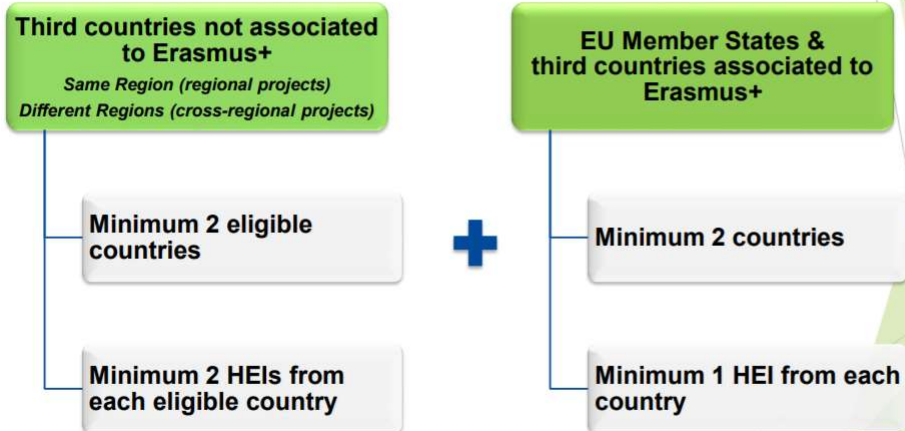 Third countries not associated
to Erasmus+
Same Region (regional projects)
Different Regions (cross-regional projects)
Minimum 2 eligible
countries
Minimum 2 HEIs from
each eligible country
EU Member States &
third countries associated to
Erasmus+
Minimum 2 countries
Minimum 1 HEI from each
country